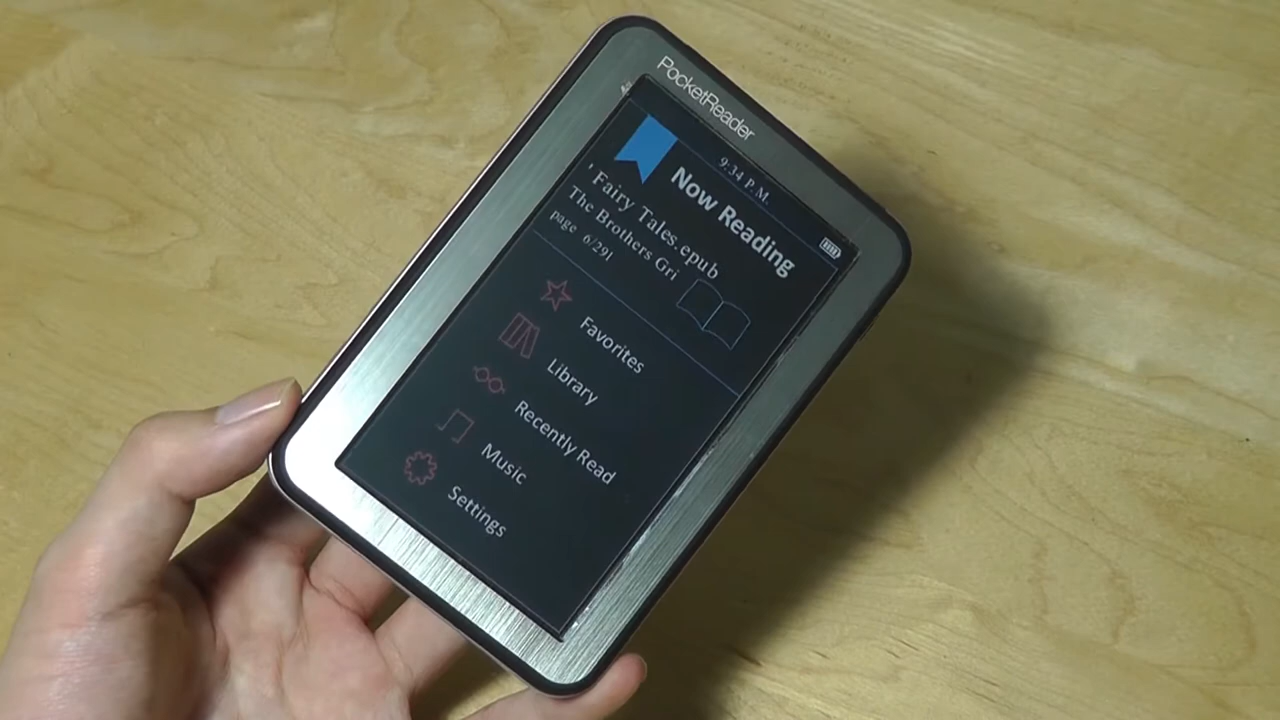 PocketReader
9:34 P.M.
Now Reading
' Fairy Tales.epub
The Brothers Gri
page 6/291
Favorites
Library
Recently Read
Music
Settings